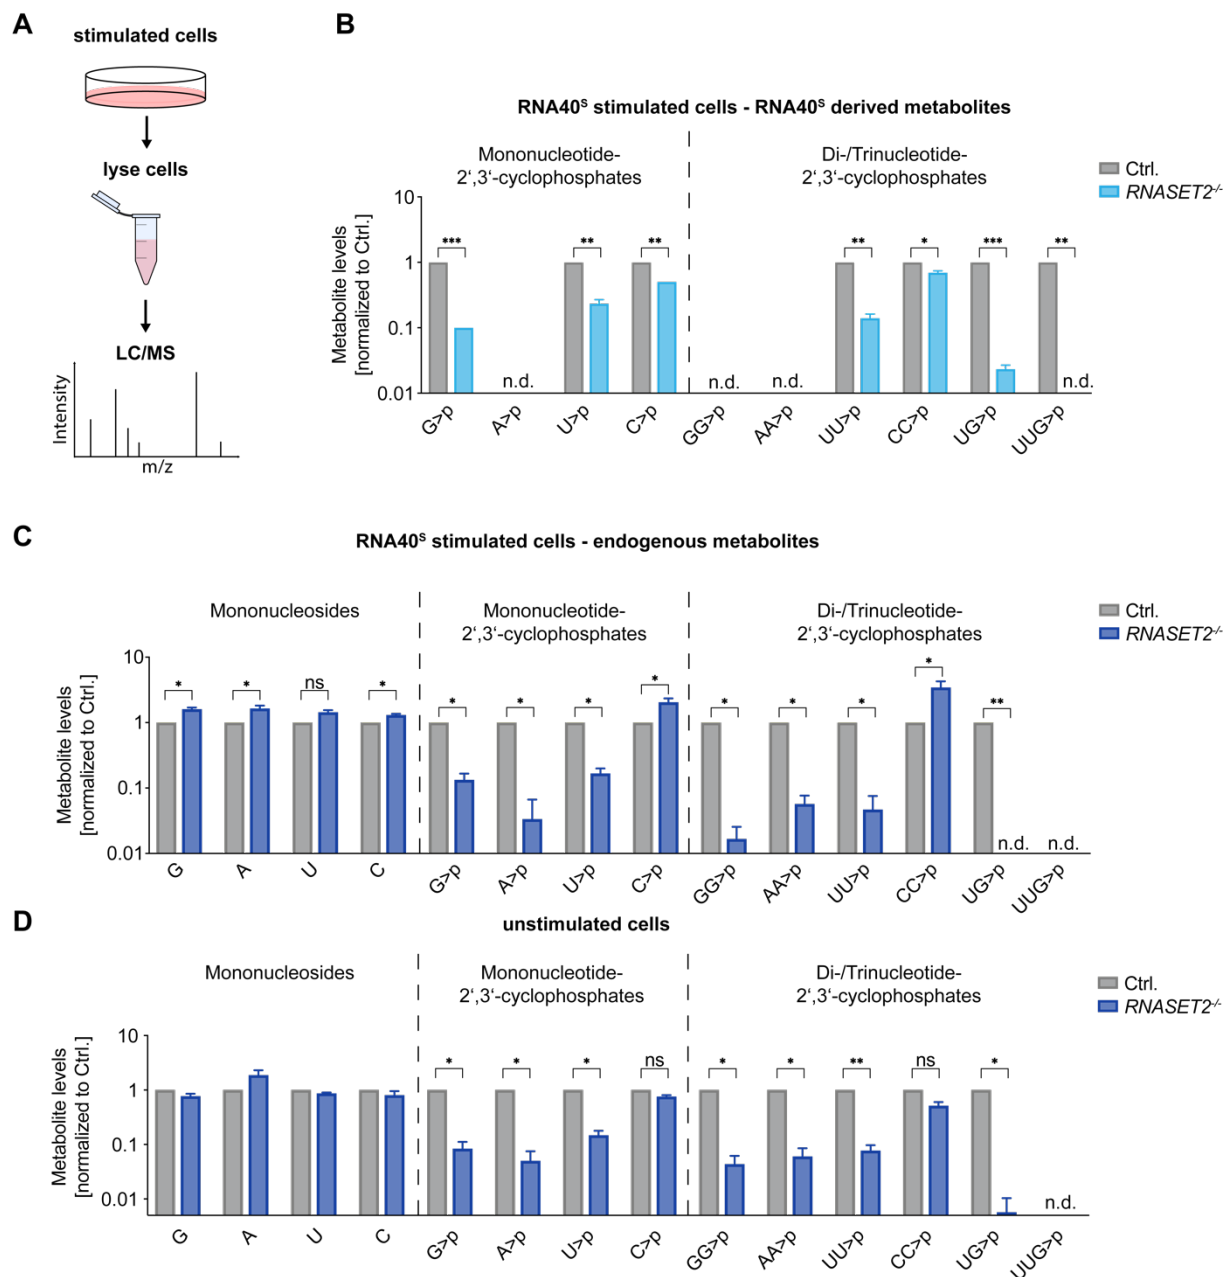 A
stimulated cells
lyse cells
LC/MS
Intensity
m/z
B
RNA40ˢ stimulated cells - RNA40ˢ derived metabolites
Mononucleotide-
2‘,3‘-cyclophosphates
Di-/Trinucleotide-
2‘,3‘-cyclophosphates
Ctrl.
RNASET2⁻/⁻
Metabolite levels
[normalized to Ctrl.]
10
1
0.1
0.01
*** ** ** ** * *** **
n.d. n.d. n.d. n.d.
G>p A>p U>p C>p GG>p AA>p UU>p CC>p UG>p UUG>p
C
RNA40ˢ stimulated cells - endogenous metabolites
Mononucleosides
Mononucleotide-
2‘,3‘-cyclophosphates
Di-/Trinucleotide-
2‘,3‘-cyclophosphates
Ctrl.
RNASET2⁻/⁻
Metabolite levels
[normalized to Ctrl.]
10
1
0.1
0.01
* * ns * * * * * * * * * **
n.d. n.d.
G A U C G>p A>p U>p C>p GG>p AA>p UU>p CC>p UG>p UUG>p
D
unstimulated cells
Mononucleosides
Mononucleotide-
2‘,3‘-cyclophosphates
Di-/Trinucleotide-
2‘,3‘-cyclophosphates
Ctrl.
RNASET2⁻/⁻
Metabolite levels
[normalized to Ctrl.]
10
1
0.1
0.01
* * * ns * * ** ns *
n.d.
G A U C G>p A>p U>p C>p GG>p AA>p UU>p CC>p UG>p UUG>p